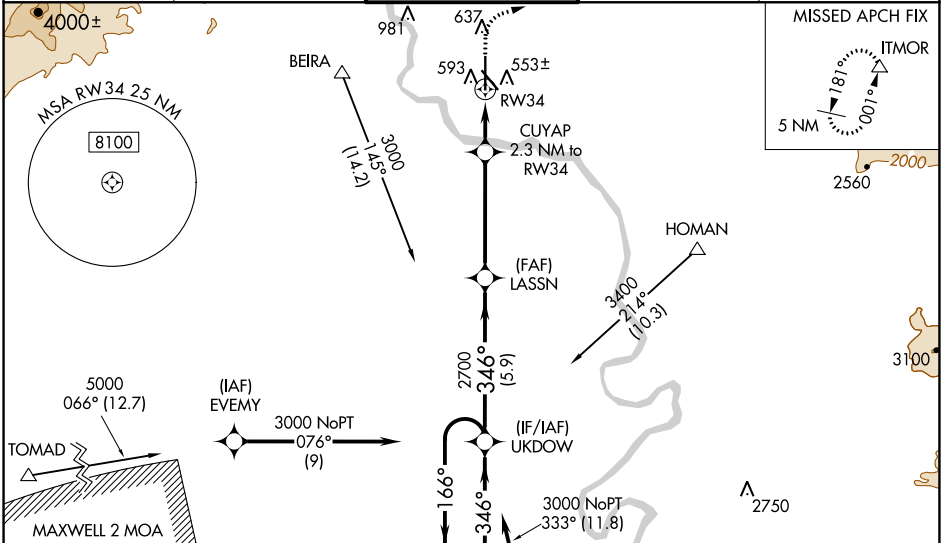 4000±
981
637
MISSED APCH FIX
ITMOR
181°
001°
5 NM
BEIRA
593
553±
RW34
MSA RW 34 25 NM
8100
3000
145°
(14.2)
CUYAP
2.3 NM to
RW34
2000
2560
HOMAN
(FAF)
LASSN
3400
214°
(10.3)
3100
2700
346°
(5.9)
5000
066° (12.7)
(IAF)
EVEMY
3000 NoPT
076°
(9)
(IF/IAF)
UKDOW
TOMAD
166°
346°
3000 NoPT
333° (11.8)
2750
MAXWELL 2 MOA